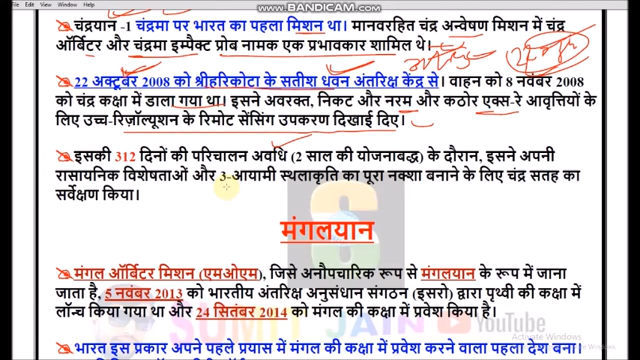 www.BANDICAM.com
चंद्रयान -1 चंद्रमा पर भारत का पहला मिशन था। मानवरहित चंद्र अन्वेषण मिशन में चंद्र
ऑर्बिटर और चंद्रमा इम्पैक्ट प्रोब नामक एक प्रभावकार शामिल थे।
22 अक्टूबर 2008 को श्रीहरिकोटा के सतीश धवन अंतरिक्ष केंद्र से। वाहन को 8 नवंबर 2008
को चंद्र कक्षा में डाला गया था। इसने अवरक्त, निकट और नरम और कठोर एक्स-रे आवृत्तियों के
लिए उच्च-रिज़ॉल्यूशन के रिमोट सेंसिंग उपकरण दिखाई दिए।
इसकी 312 दिनों की परिचालन अवधि (2 साल की योजनाबद्ध) के दौरान, इसने अपनी
रासायनिक विशेषताओं और 3-आयामी स्थलाकृति का पूरा नक्शा बनाने के लिए चंद्र सतह का
सर्वेक्षण किया।
मंगलयान
मंगल ऑर्बिटर मिशन (एमओएम), जिसे अनौपचारिक रूप से मंगलयान के रूप में जाना
जाता है, 5 नवंबर 2013 को भारतीय अंतरिक्ष अनुसंधान संगठन (इसरो) द्वारा पृथ्वी की कक्षा में
लॉन्च किया गया था और 24 सितंबर 2014 को मंगल की कक्षा में प्रवेश किया है।
SUMIT JAIN YouTube
Activate Windows
भारत इस प्रकार अपने पहले प्रयास में मंगल की कक्षा में प्रवेश करने वाला पहला देश बना।